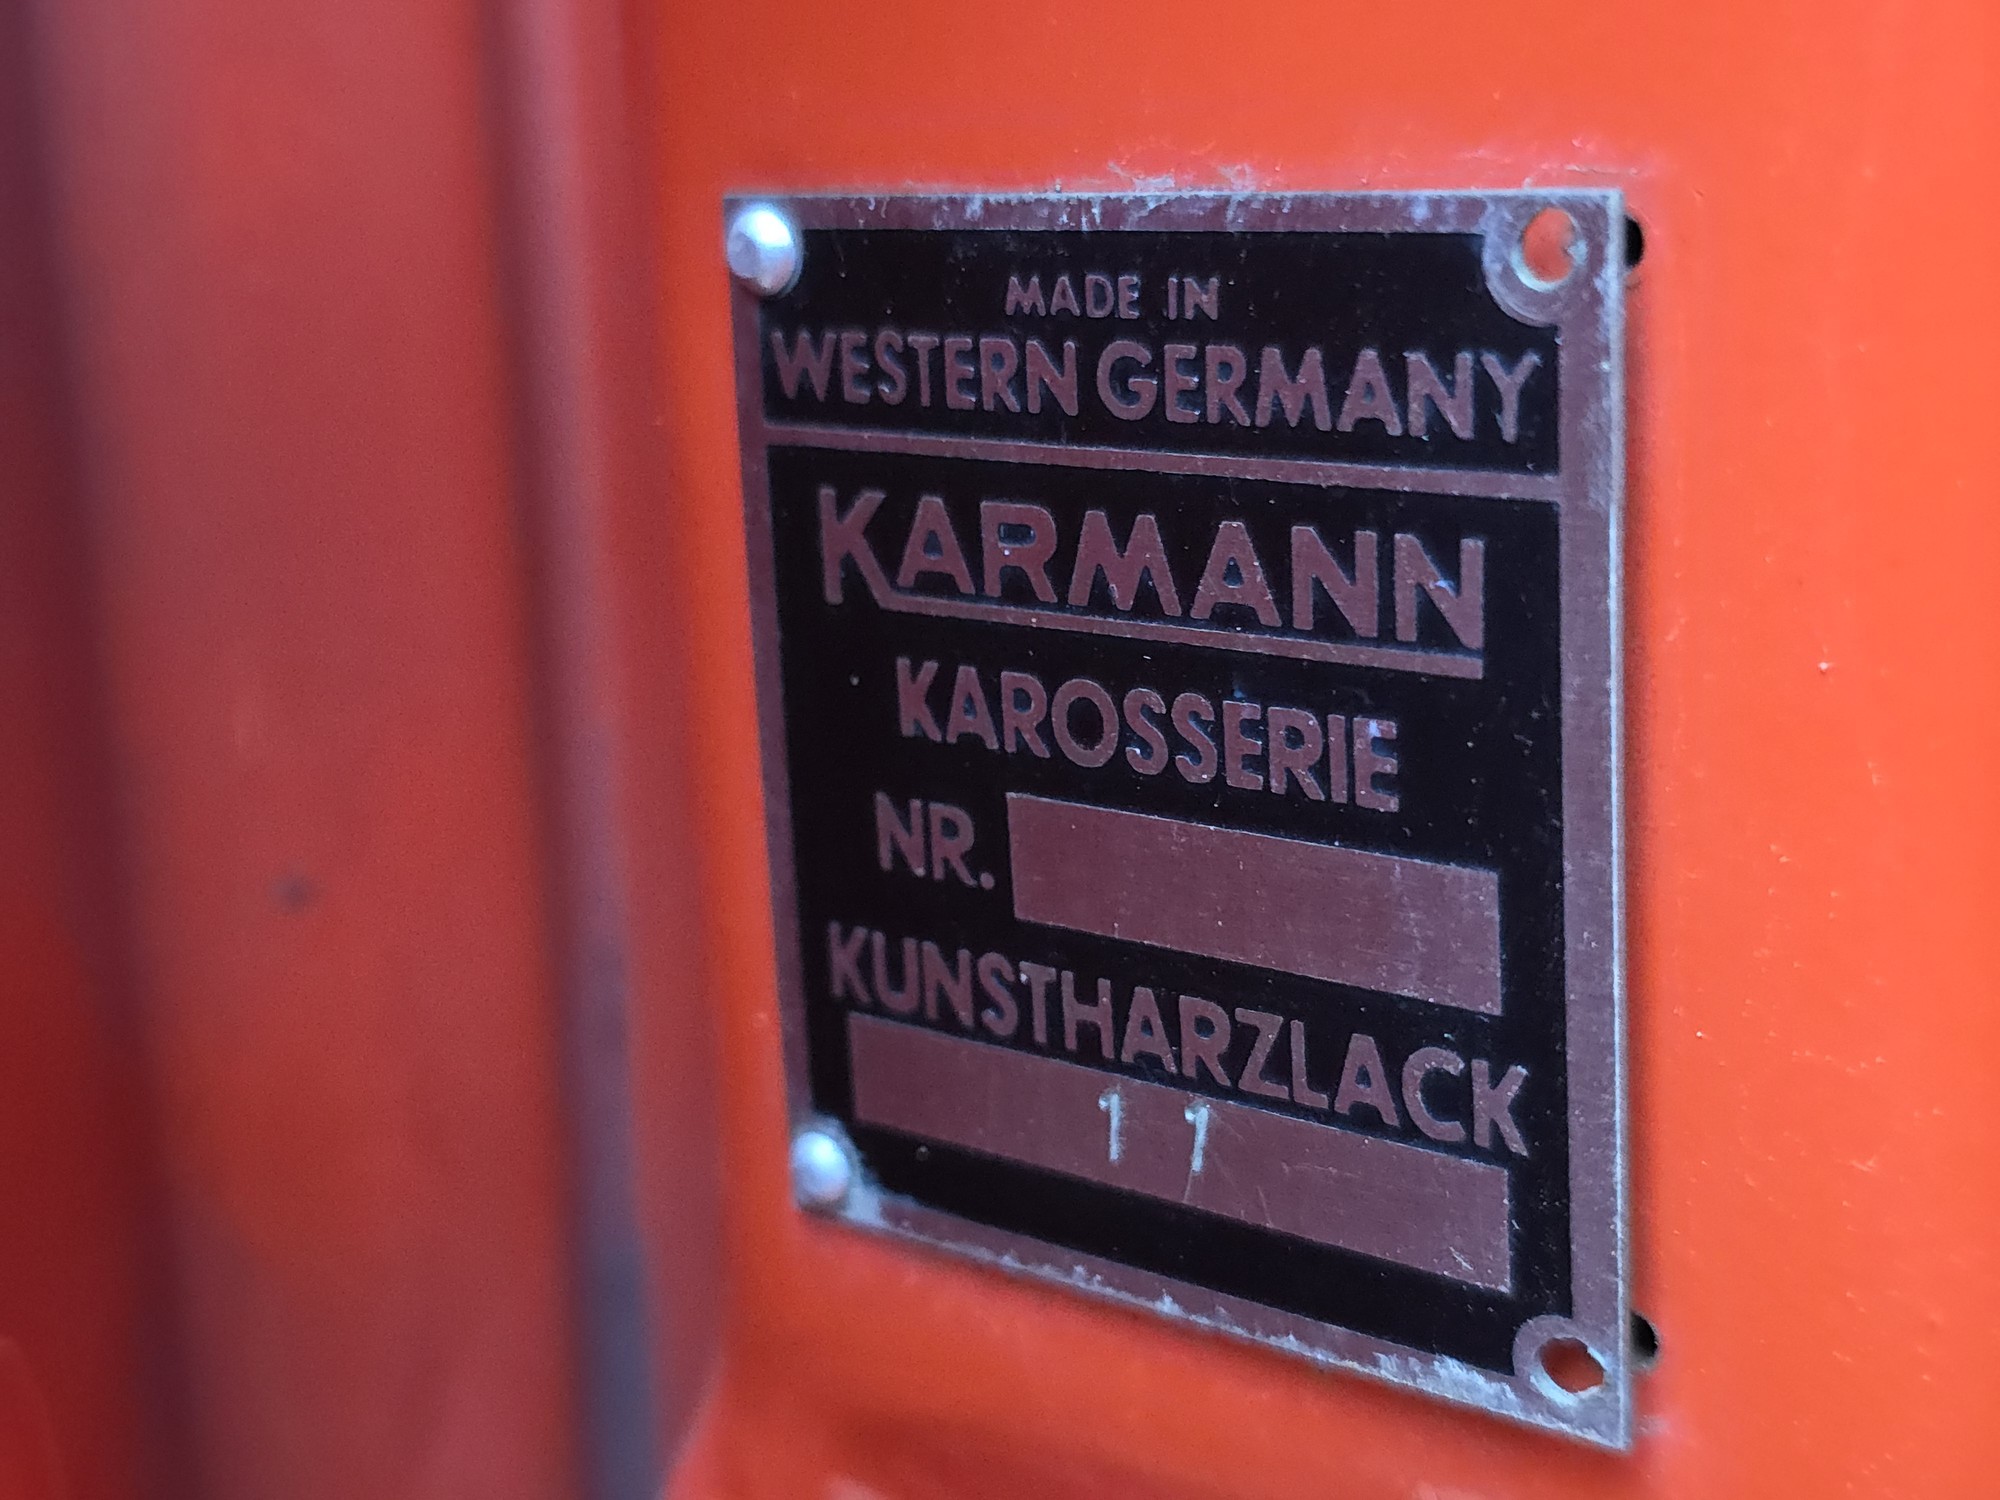 MADE IN
WESTERN GERMANY
KARMANN
KAROSSERIE
NR.
KUNSTHARZLACK
11